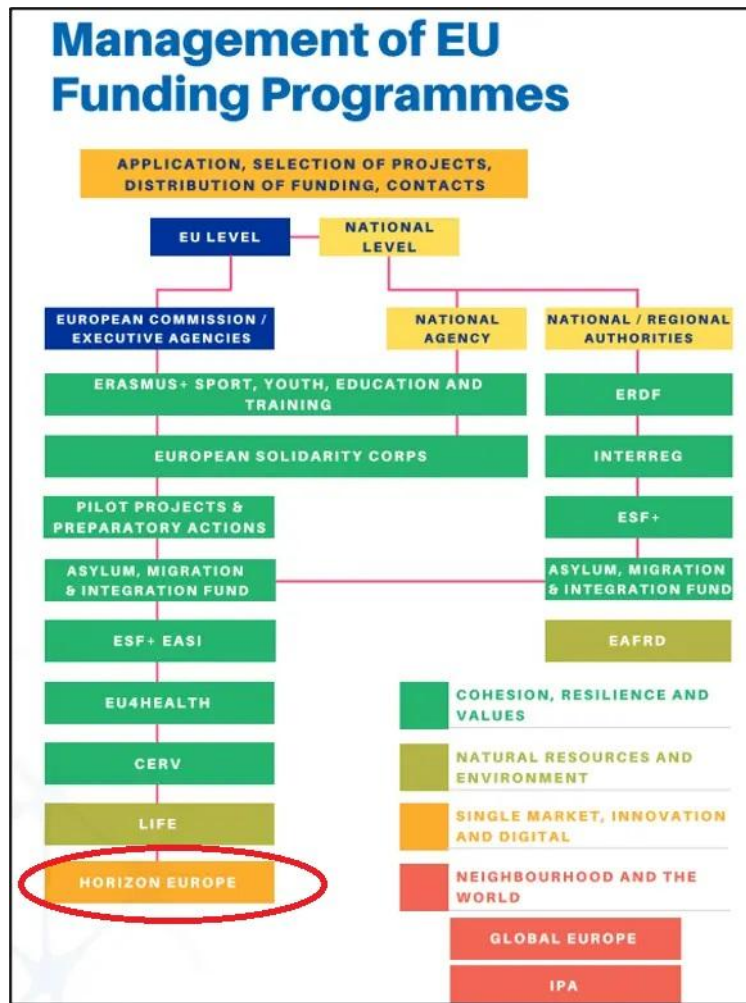 Management of EU
Funding Programmes
APPLICATION, SELECTION OF PROJECTS,
DISTRIBUTION OF FUNDING, CONTACTS
EU LEVEL
NATIONAL
LEVEL
EUROPEAN COMMISSION /
EXECUTIVE AGENCIES
NATIONAL
AGENCY
NATIONAL / REGIONAL
AUTHORITIES
ERASMUS+ SPORT, YOUTH, EDUCATION AND
TRAINING
ERDF
EUROPEAN SOLIDARITY CORPS
INTERREG
PILOT PROJECTS &
PREPARATORY ACTIONS
ESF+
ASYLUM, MIGRATION
& INTEGRATION FUND
ASYLUM, MIGRATION
& INTEGRATION FUND
ESF+ EASI
EAFRD
EU4HEALTH
CERV
LIFE
HORIZON EUROPE
COHESION, RESILIENCE AND
VALUES
NATURAL RESOURCES AND
ENVIRONMENT
SINGLE MARKET, INNOVATION
AND DIGITAL
NEIGHBOURHOOD AND THE
WORLD
GLOBAL EUROPE
IPA